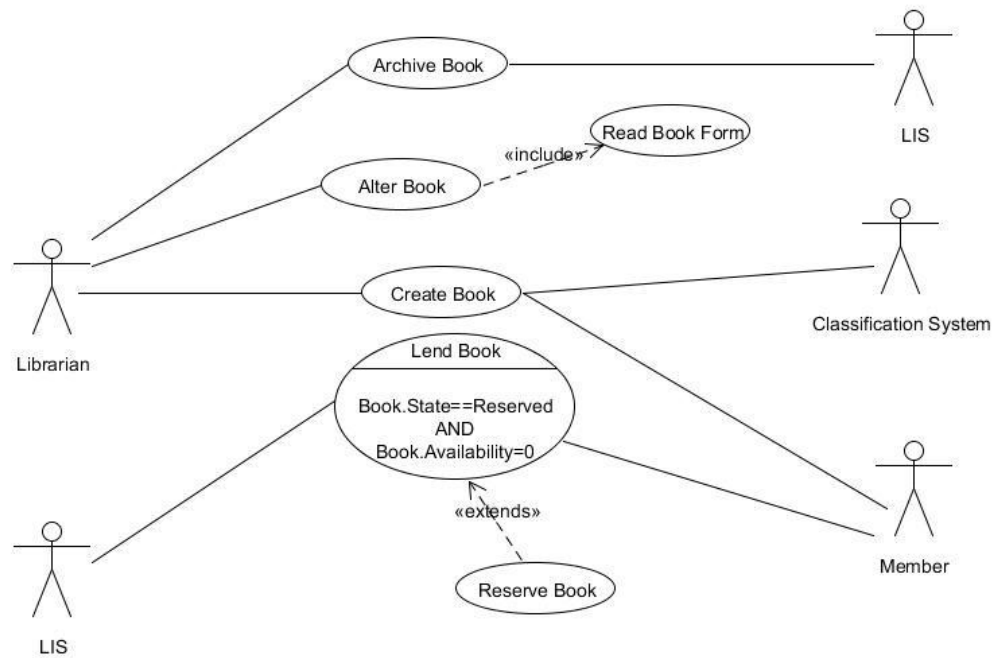 Archive Book
LIS
Read Book Form
«include»
Alter Book
Create Book
Classification System
Librarian
Lend Book
Book.State==Reserved
AND
Book.Availability=0
«extends»
Member
Reserve Book
LIS